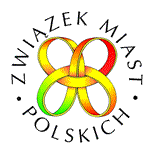 ZWIĄZEK MIAST
• POLSKICH •